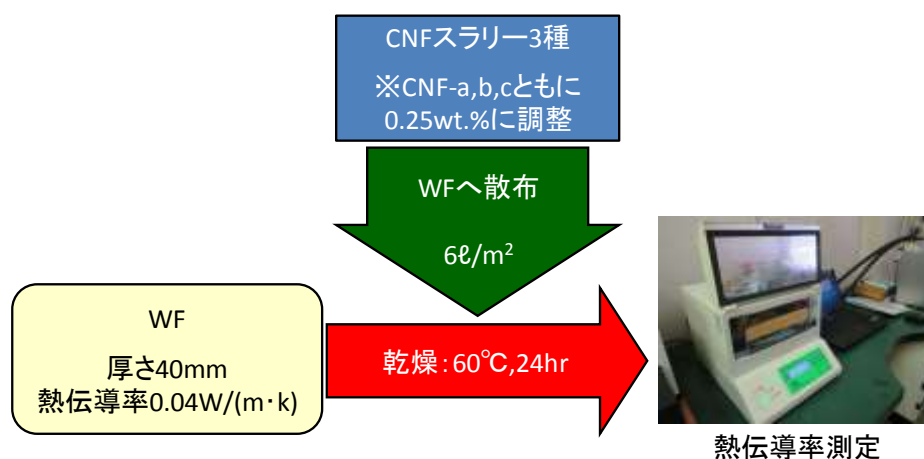 CNFスラリー3種
※CNF-a,b,cともに
0.25wt.%に調整
WFへ散布
6ℓ/m²
WF
厚さ40mm
熱伝導率0.04W/(m・k)
乾燥：60℃,24hr
熱伝導率測定